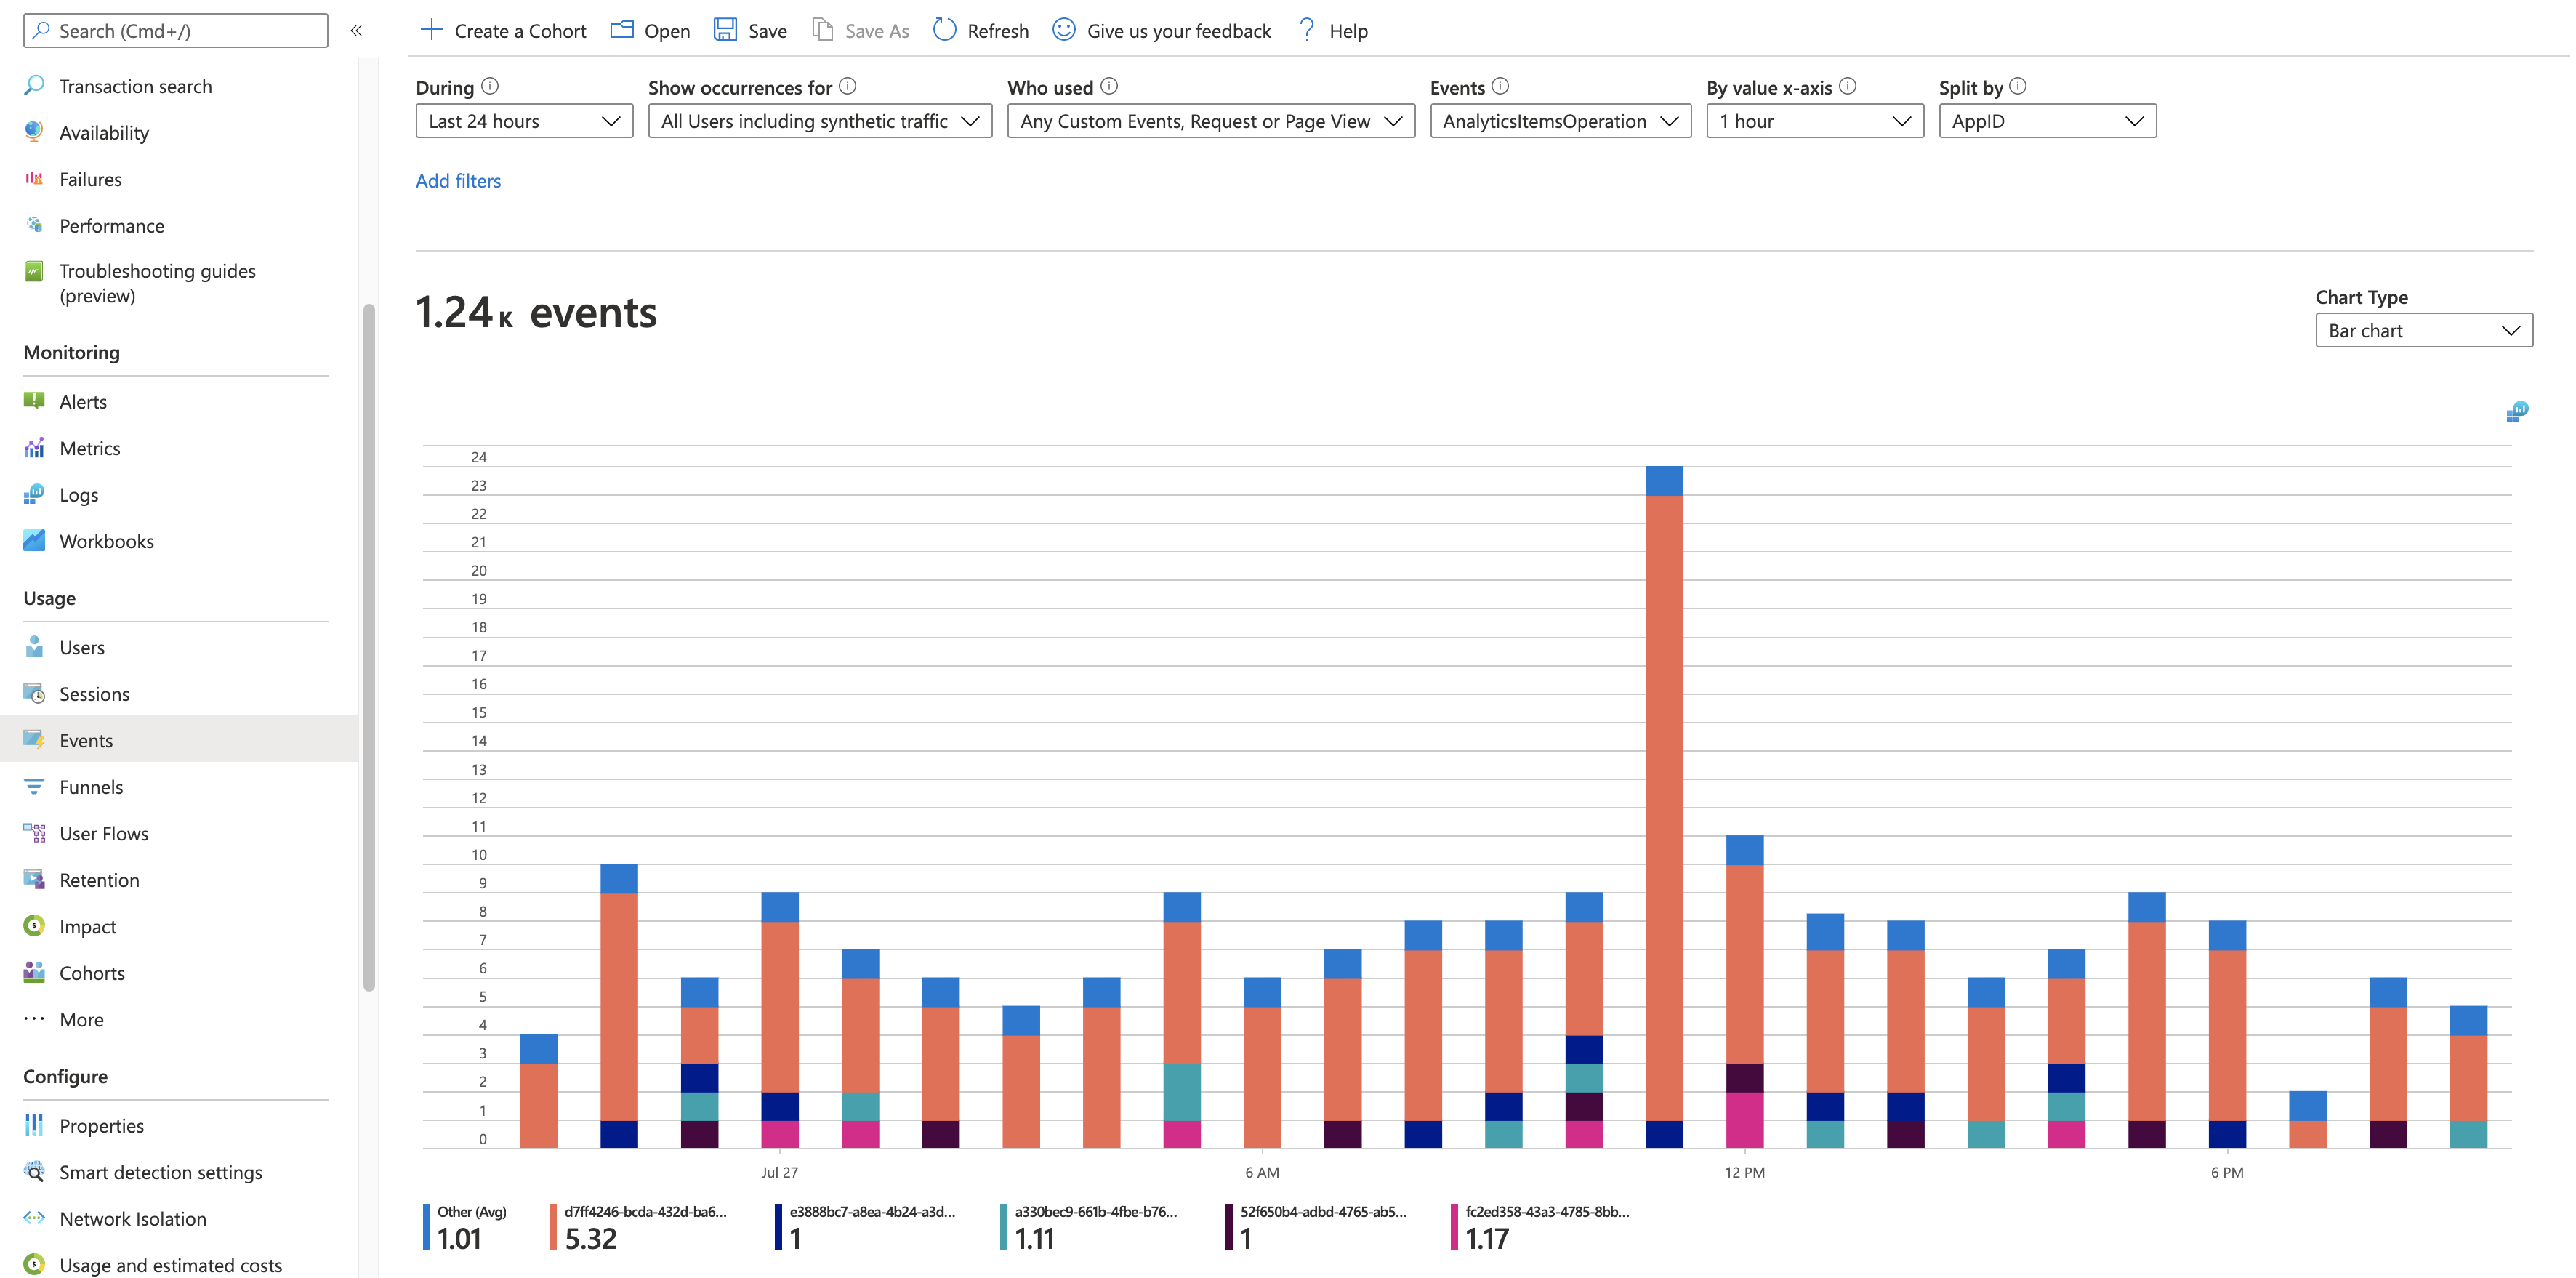 Search (Cmd+/)
«
Create a Cohort
Open
Save
Save As
Refresh
Give us your feedback
? Help
Transaction search
Availability
Failures
Performance
Troubleshooting guides
(preview)
Monitoring
Alerts
Metrics
Logs
Workbooks
Usage
Users
Sessions
Events
Funnels
User Flows
Retention
Impact
Cohorts
More
Configure
Properties
Smart detection settings
Network Isolation
Usage and estimated costs
During
Last 24 hours
Show occurrences for
All Users including synthetic traffic
Who used
Any Custom Events, Request or Page View
Events
AnalyticsItemsOperation
By value x-axis
1 hour
Split by
AppID
Add filters
1.24K events
Chart Type
Bar chart
24
23
22
21
20
19
18
17
16
15
14
13
12
11
10
9
8
7
6
5
4
3
2
1
0
Jul 27
6 AM
12 PM
6 PM
Other (Avg)
1.01
d7ff4246-bcda-432d-ba6...
5.32
e3888bc7-a8ea-4b24-a3d...
1
a330bec9-661b-4fbe-b76...
1.11
52f650b4-adbd-4765-ab5...
1
fc2ed358-43a3-4785-8bb...
1.17